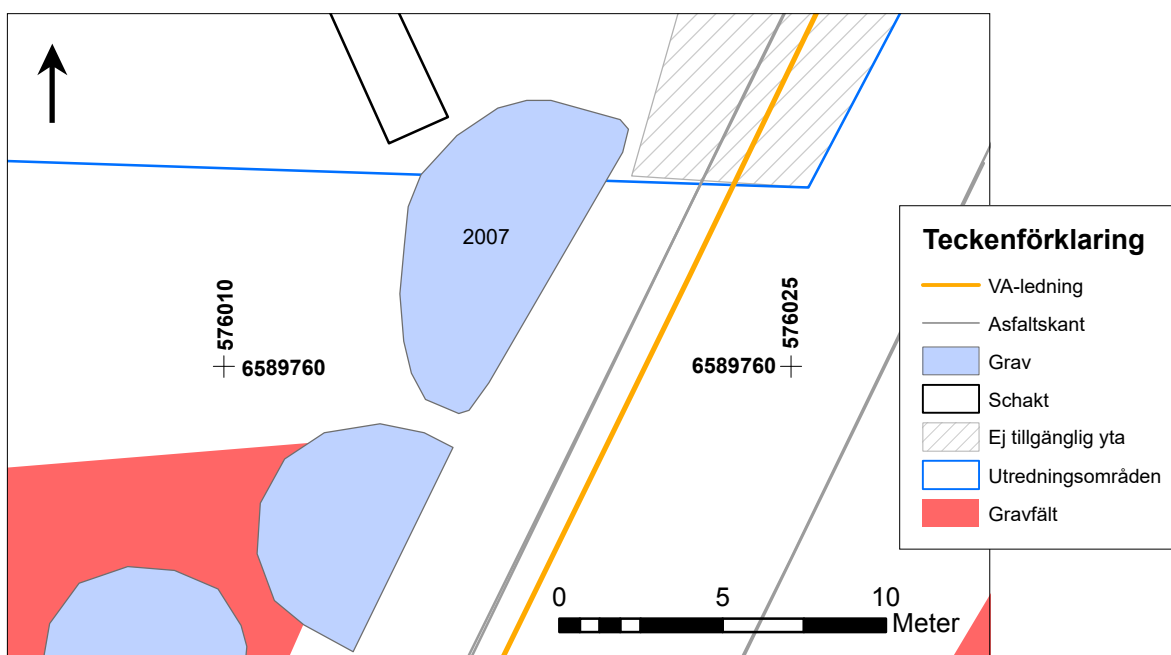 2007
576010
6589760
576025
6589760
Teckenförklaring
VA-ledning
Asfaltskant
Grav
Schakt
Ej tillgänglig yta
Utredningsområden
Gravfält
0 5 10
Meter